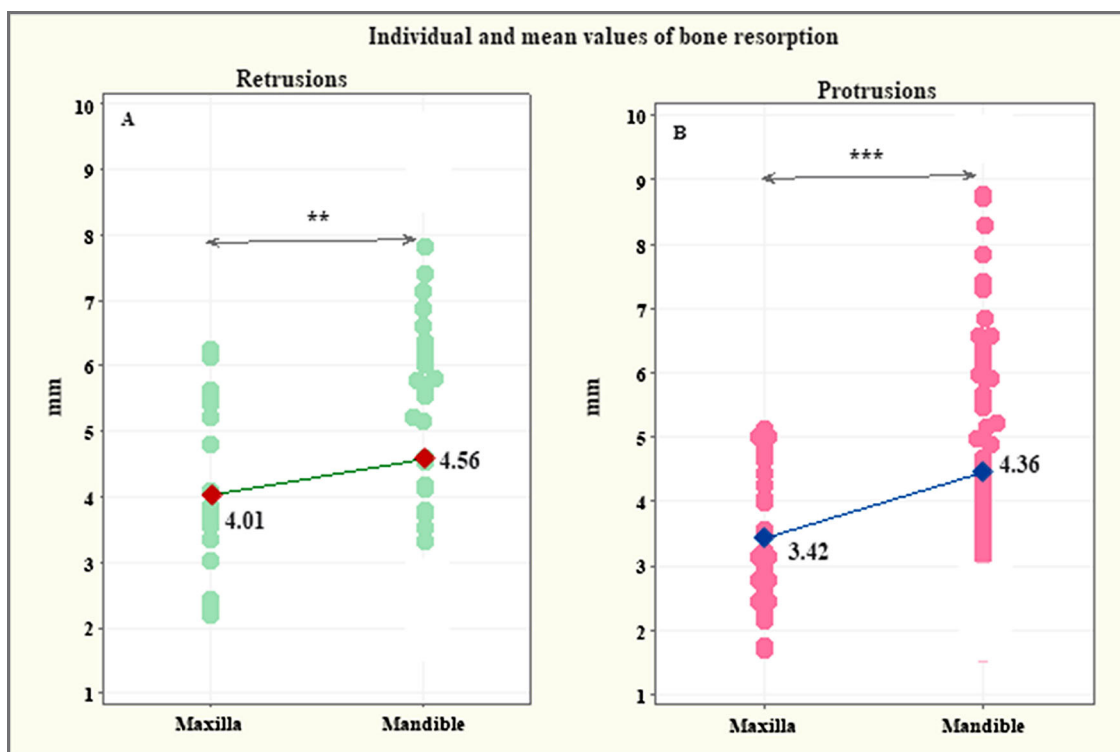 Individual and mean values of bone resorption
Retrusions
A
**
10
9
8
7
6
5
4
3
2
1
mm
4.01
4.56
Maxilla
Mandible
Protrusions
B
***
10
9
8
7
6
5
4
3
2
1
mm
3.42
4.36
Maxilla
Mandible